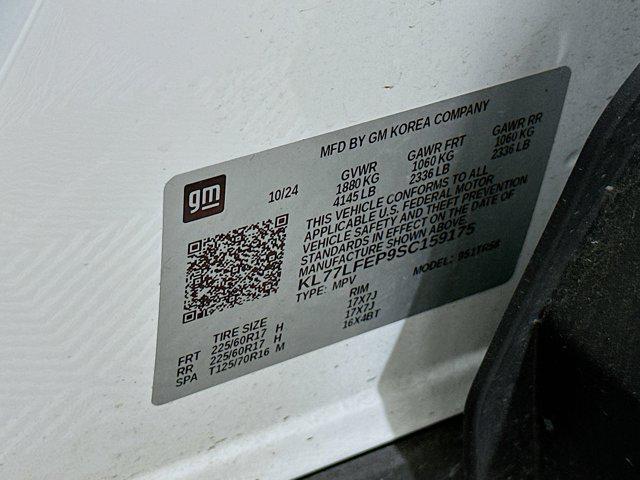 MFD BY GM KOREA COMPANY
gm
10/24
GVWR GAWR FRT GAWR RR
1880 KG 1060 KG 1060 KG
4145 LB 2336 LB 2336 LB
THIS VEHICLE CONFORMS TO ALL
APPLICABLE U.S. FEDERAL MOTOR
VEHICLE SAFETY AND THEFT PREVENTION
STANDARDS IN EFFECT ON THE DATE OF
MANUFACTURE SHOWN ABOVE.
KL77LFEP9SC159175
TYPE: MPV MODEL:
TIRE SIZE RIM
FRT 225/60R17 H 17X7J
RR 225/60R17 H 17X7J
SPA T125/70R16 M 16X4BT